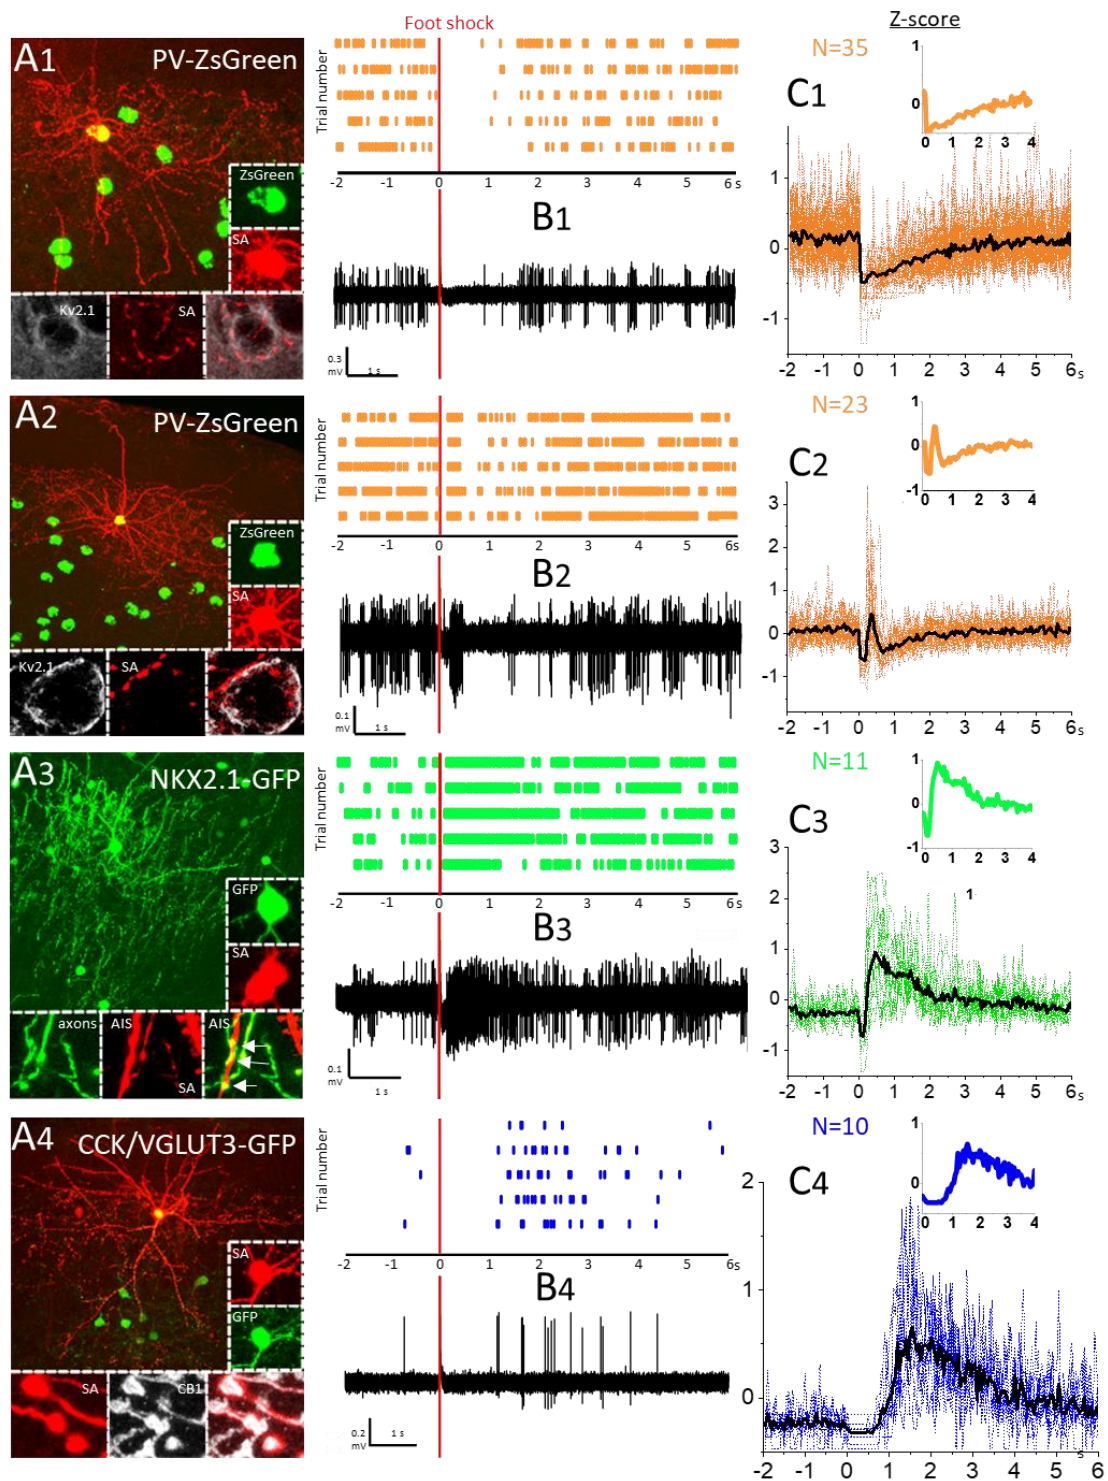 Foot shock
Z-score
A1
PV-ZsGreen
ZsGreen
SA
Kv2.1
SA
Trial number
-2 -1 0 1 2 3 4 5 6s
B1
0.3
mV
1 s
N=35
C1
1
0
0 1 2 3 4
1
0
-1
-2 -1 0 1 2 3 4 5 6s
A2
PV-ZsGreen
ZsGreen
SA
Kv2.1
SA
Trial number
-2 -1 0 1 2 3 4 5 6s
B2
0.1
mV
1 s
N=23
C2
1
0
-1
0 1 2 3 4
3
2
1
0
-1
-2 -1 0 1 2 3 4 5 6s
A3
NKX2.1-GFP
GFP
SA
axons
AIS
SA
AIS
Trial number
-2 -1 0 1 2 3 4 5 6s
B3
0.1
mV
1 s
N=11
C3
1
0
-1
0 1 2 3 4
1
3
2
1
0
-1
-2 -1 0 1 2 3 4 5 6s
A4
CCK/VGLUT3-GFP
SA
GFP
SA
CB1
Trial number
-2 -1 0 1 2 3 4 5 6s
B4
0.2
mV
1 s
N=10
C4
1
0
0 1 2 3 4
2
1
0
s
-2 -1 0 1 2 3 4 5 6